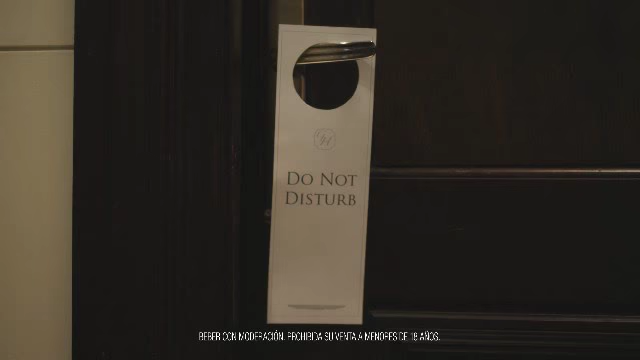 DO NOT
DISTURB
BEBER CON MODERACIÓN. PROHIBIDA SU VENTA A MENORES DE 18 AÑOS.